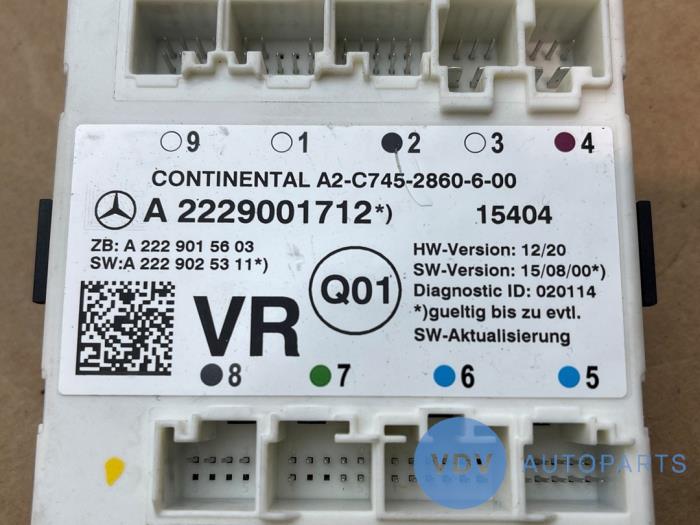 9 1 2 3 4
CONTINENTAL A2-C745-2860-6-00
A 2229001712*) 15404
ZB: A 222 901 56 03 HW-Version: 12/20
SW:A 222 902 53 11*) SW-Version: 15/08/00*)
Q01 Diagnostic ID: 020114
VR *)gueltig bis zu evtl.
SW-Aktualisierung
8 7 6 5
VDV AUTOPARTS